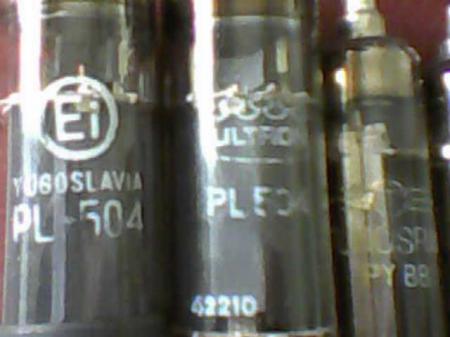 Ei
YUGOSLAVIA
PL-504
ULTRON
PL 504
42210
PY 88